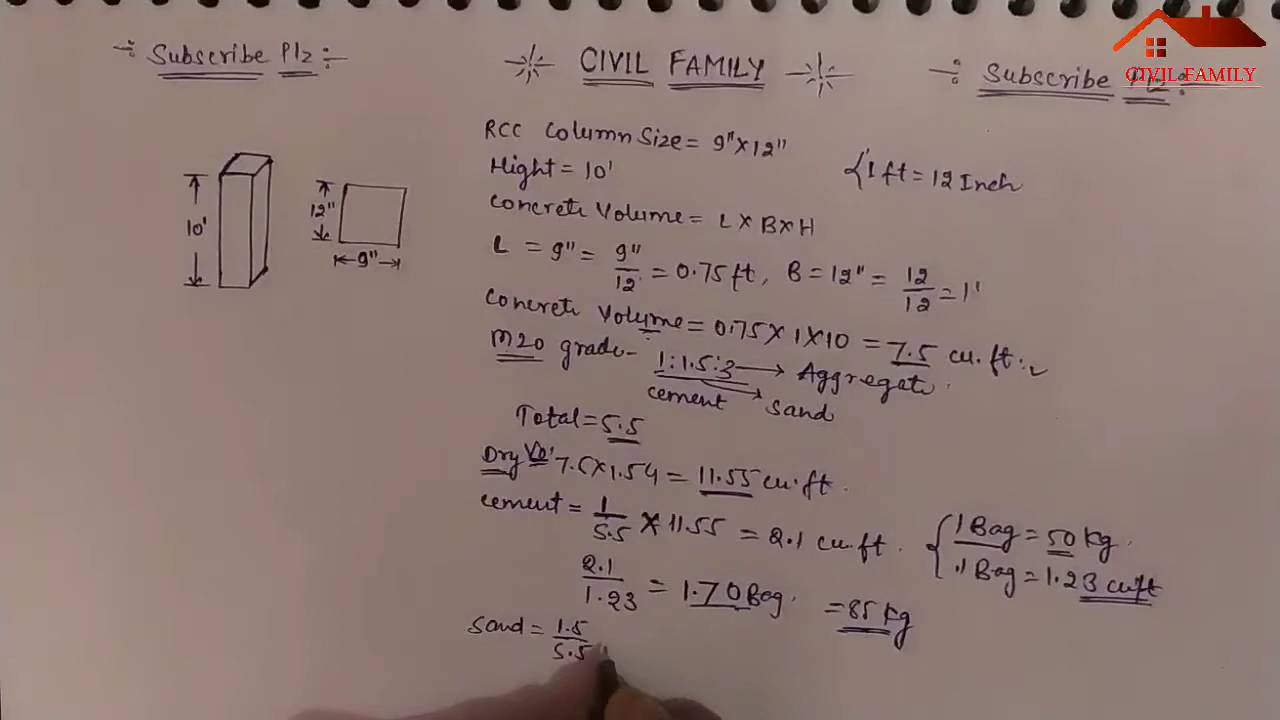 ÷ Subscribe Plz :-
CIVIL FAMILY
÷ Subscribe Plz :-
CIVIL FAMILY
RCC Column Size = 9"X12"
Hight = 10'
{1 ft = 12 Inch
Concrete Volume = L X B X H
L = 9" = 9"/12 = 0.75 ft, B = 12" = 12/12 = 1'
Concrete Volume = 0.75 X 1 X 10 = 7.5 cu.ft.
M20 grade - 1:1.5:3 → Aggregate.
cement → sand
Total = 5.5
Dry Vo' 7.5 X 1.54 = 11.55 cu.ft.
cement = 1/5.5 X 11.55 = 2.1 cu.ft.
{1 Bag = 50 Kg.
1 Bag = 1.23 cuft
2.1/1.23 = 1.70 Bag. = 85 Kg
Sand = 1.5/5.5
10'
12"
9"